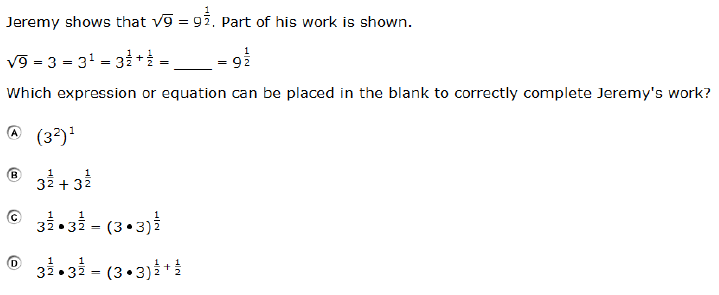 Jeremy shows that √9 = 9^(1/2). Part of his work is shown.
√9 = 3 = 3^1 = 3^(1/2 + 1/2) = ____ = 9^(1/2)
Which expression or equation can be placed in the blank to correctly complete Jeremy's work?
Ⓐ (3²)¹
Ⓑ 3^(1/2) + 3^(1/2)
Ⓒ 3^(1/2) • 3^(1/2) = (3 • 3)^(1/2)
Ⓓ 3^(1/2) • 3^(1/2) = (3 • 3)^(1/2 + 1/2)